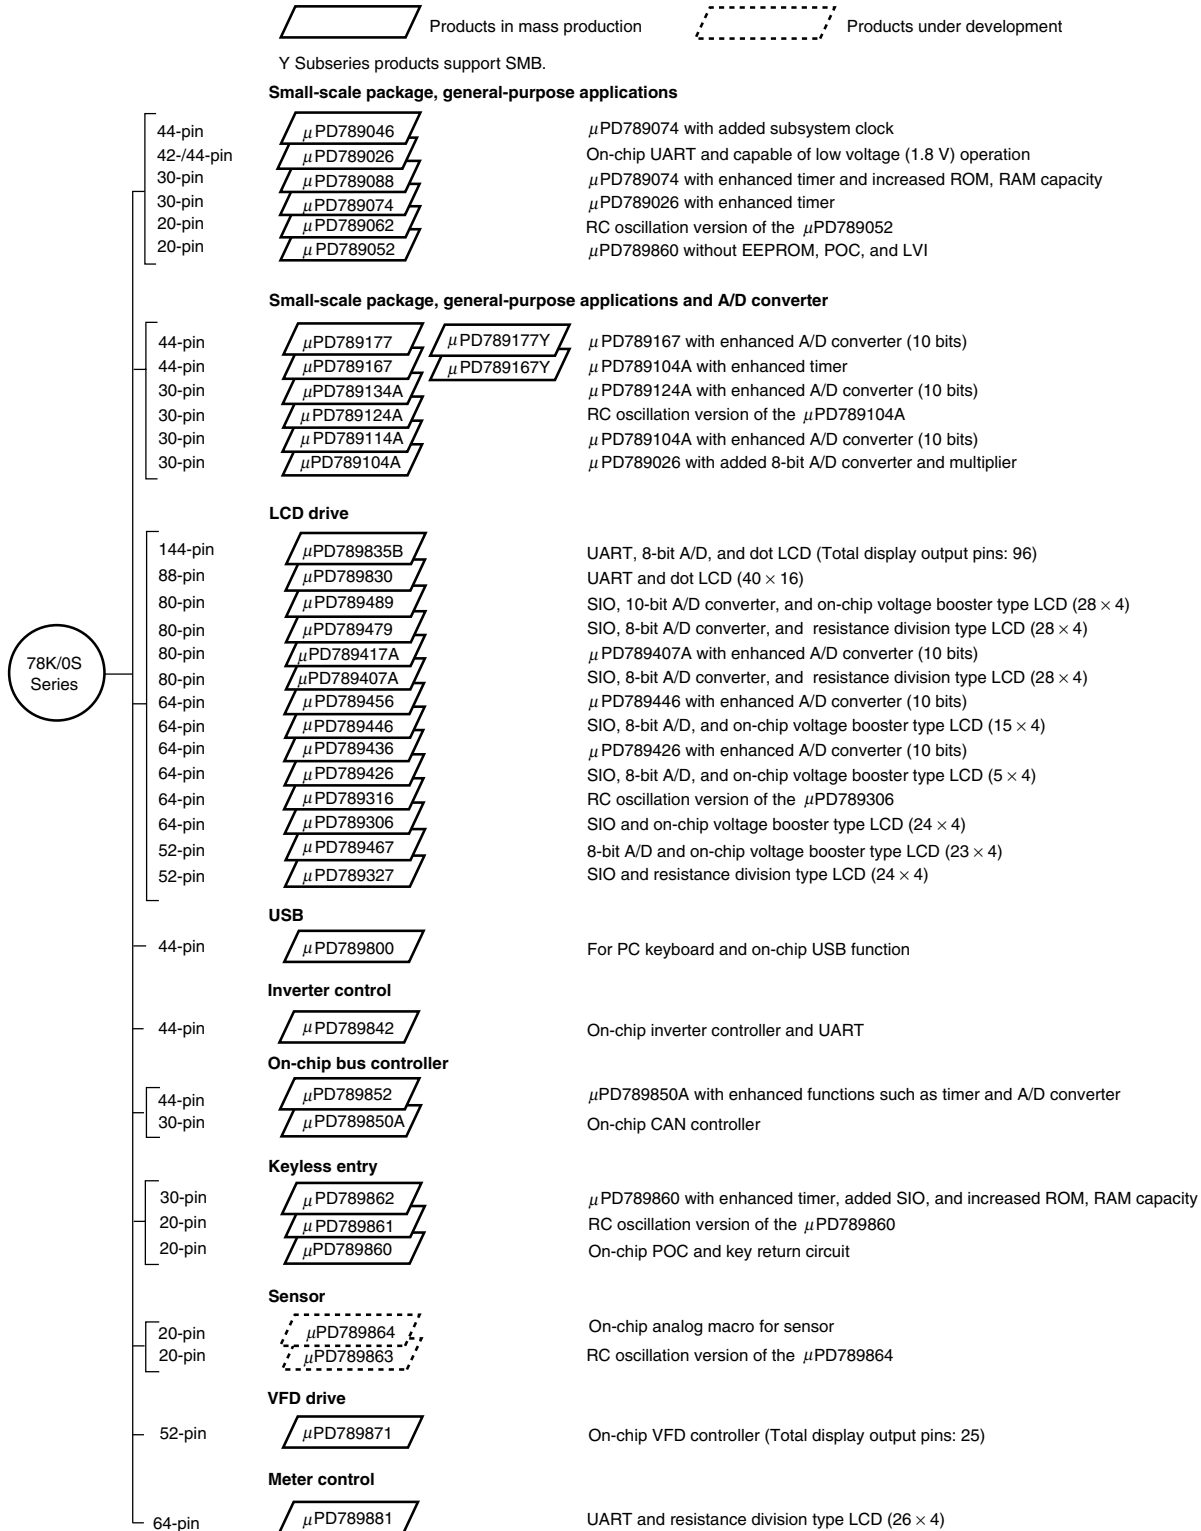 Products in mass production Products under development
Y Subseries products support SMB.
Small-scale package, general-purpose applications
44-pin μPD789046 μPD789074 with added subsystem clock
42-/44-pin μPD789026 On-chip UART and capable of low voltage (1.8 V) operation
30-pin μPD789088 μPD789074 with enhanced timer and increased ROM, RAM capacity
30-pin μPD789074 μPD789026 with enhanced timer
20-pin μPD789062 RC oscillation version of the μPD789052
20-pin μPD789052 μPD789860 without EEPROM, POC, and LVI
Small-scale package, general-purpose applications and A/D converter
44-pin μPD789177 μPD789177Y μPD789167 with enhanced A/D converter (10 bits)
44-pin μPD789167 μPD789167Y μPD789104A with enhanced timer
30-pin μPD789134A μPD789124A with enhanced A/D converter (10 bits)
30-pin μPD789124A RC oscillation version of the μPD789104A
30-pin μPD789114A μPD789104A with enhanced A/D converter (10 bits)
30-pin μPD789104A μPD789026 with added 8-bit A/D converter and multiplier
LCD drive
144-pin μPD789835B UART, 8-bit A/D, and dot LCD (Total display output pins: 96)
88-pin μPD789830 UART and dot LCD (40 × 16)
80-pin μPD789489 SIO, 10-bit A/D converter, and on-chip voltage booster type LCD (28 × 4)
80-pin μPD789479 SIO, 8-bit A/D converter, and resistance division type LCD (28 × 4)
80-pin μPD789417A μPD789407A with enhanced A/D converter (10 bits)
80-pin μPD789407A SIO, 8-bit A/D converter, and resistance division type LCD (28 × 4)
64-pin μPD789456 μPD789446 with enhanced A/D converter (10 bits)
64-pin μPD789446 SIO, 8-bit A/D, and on-chip voltage booster type LCD (15 × 4)
64-pin μPD789436 μPD789426 with enhanced A/D converter (10 bits)
64-pin μPD789426 SIO, 8-bit A/D, and on-chip voltage booster type LCD (5 × 4)
64-pin μPD789316 RC oscillation version of the μPD789306
64-pin μPD789306 SIO and on-chip voltage booster type LCD (24 × 4)
52-pin μPD789467 8-bit A/D and on-chip voltage booster type LCD (23 × 4)
52-pin μPD789327 SIO and resistance division type LCD (24 × 4)
78K/0S
Series
USB
44-pin μPD789800 For PC keyboard and on-chip USB function
Inverter control
44-pin μPD789842 On-chip inverter controller and UART
On-chip bus controller
44-pin μPD789852 μPD789850A with enhanced functions such as timer and A/D converter
30-pin μPD789850A On-chip CAN controller
Keyless entry
30-pin μPD789862 μPD789860 with enhanced timer, added SIO, and increased ROM, RAM capacity
20-pin μPD789861 RC oscillation version of the μPD789860
20-pin μPD789860 On-chip POC and key return circuit
Sensor
20-pin μPD789864 On-chip analog macro for sensor
20-pin μPD789863 RC oscillation version of the μPD789864
VFD drive
52-pin μPD789871 On-chip VFD controller (Total display output pins: 25)
Meter control
64-pin μPD789881 UART and resistance division type LCD (26 × 4)